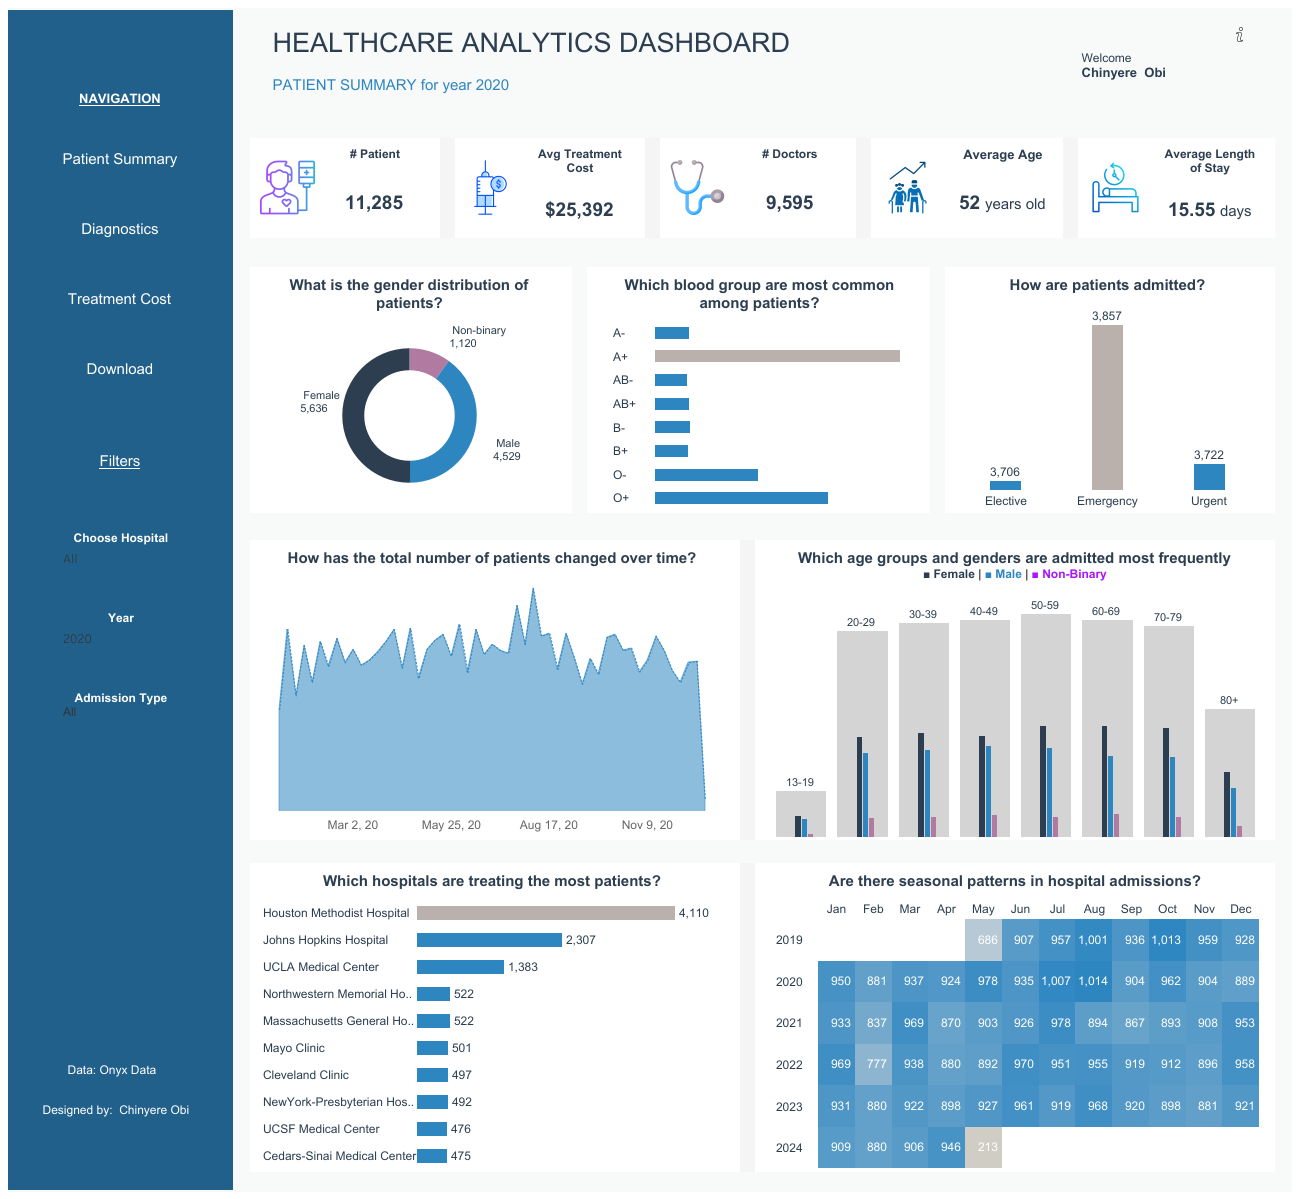 NAVIGATION
Patient Summary
Diagnostics
Treatment Cost
Download
Filters
Choose Hospital
All
Year
2020
Admission Type
All
Data: Onyx Data
Designed by: Chinyere Obi
HEALTHCARE ANALYTICS DASHBOARD
PATIENT SUMMARY for year 2020
i
Welcome
Chinyere Obi
# Patient
11,285
Avg Treatment
Cost
$25,392
# Doctors
9,595
Average Age
52 years old
Average Length
of Stay
15.55 days
What is the gender distribution of
patients?
Non-binary
1,120
Female
5,636
Male
4,529
Which blood group are most common
among patients?
A-
A+
AB-
AB+
B-
B+
O-
O+
How are patients admitted?
3,857
3,706
3,722
Elective Emergency Urgent
How has the total number of patients changed over time?
Mar 2, 20 May 25, 20 Aug 17, 20 Nov 9, 20
Which age groups and genders are admitted most frequently
■ Female | ■ Male | ■ Non-Binary
13-19
20-29
30-39
40-49
50-59
60-69
70-79
80+
Which hospitals are treating the most patients?
Houston Methodist Hospital 4,110
Johns Hopkins Hospital 2,307
UCLA Medical Center 1,383
Northwestern Memorial Ho.. 522
Massachusetts General Ho.. 522
Mayo Clinic 501
Cleveland Clinic 497
NewYork-Presbyterian Hos.. 492
UCSF Medical Center 476
Cedars-Sinai Medical Center 475
Are there seasonal patterns in hospital admissions?
Jan Feb Mar Apr May Jun Jul Aug Sep Oct Nov Dec
2019 686 907 957 1,001 936 1,013 959 928
2020 950 881 937 924 978 935 1,007 1,014 904 962 904 889
2021 933 837 969 870 903 926 978 894 867 893 908 953
2022 969 777 938 880 892 970 951 955 919 912 896 958
2023 931 880 922 898 927 961 919 968 920 898 881 921
2024 909 880 906 946 213